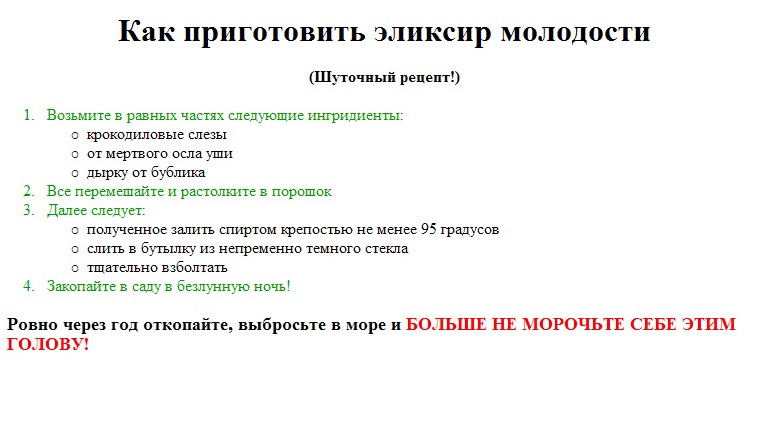 Как приготовить эликсир молодости
(Шуточный рецепт!)
1. Возьмите в равных частях следующие ингридиенты:
o крокодиловые слезы
o от мертвого осла уши
o дырку от бублика
2. Все перемешайте и растолките в порошок
3. Далее следует:
o полученное залить спиртом крепостью не менее 95 градусов
o слить в бутылку из непременно темного стекла
o тщательно взболтать
4. Закопайте в саду в безлунную ночь!
Ровно через год откопайте, выбросьте в море и БОЛЬШЕ НЕ МОРОЧЬТЕ СЕБЕ ЭТИМ
ГОЛОВУ!